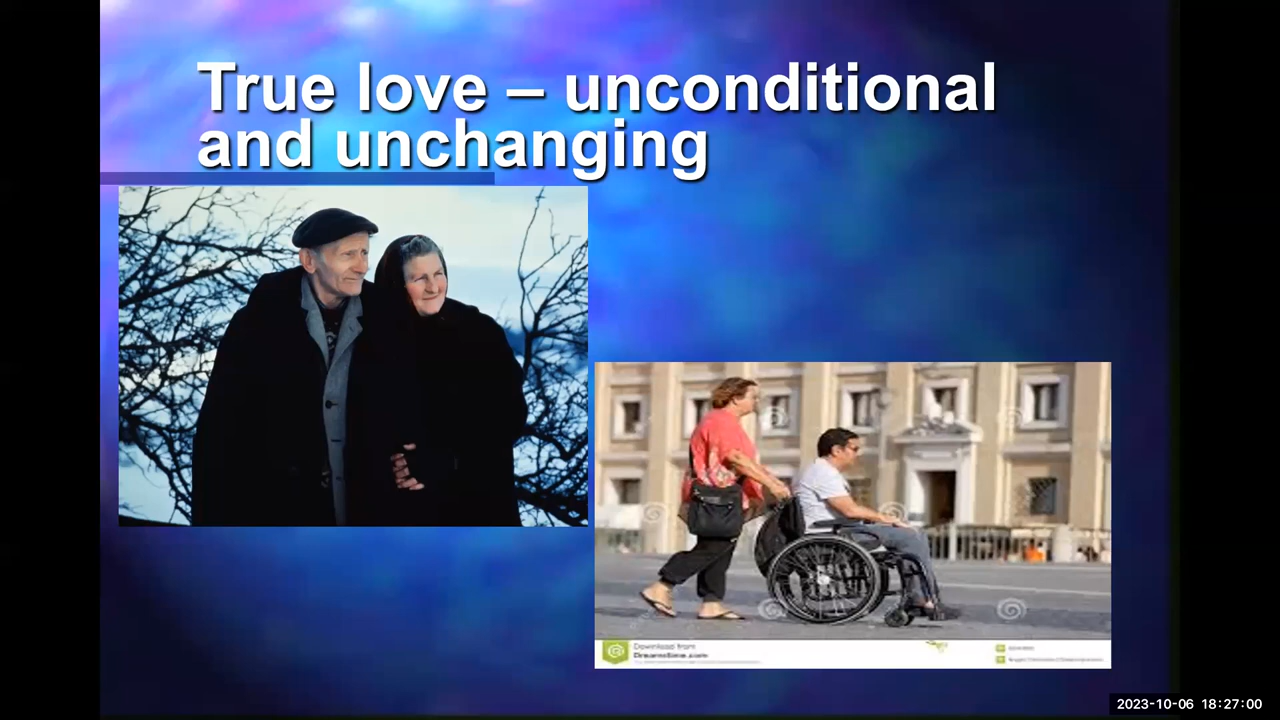 True love – unconditional
and unchanging
Download from
Dreamstime.com
2023-10-06 18:27:00